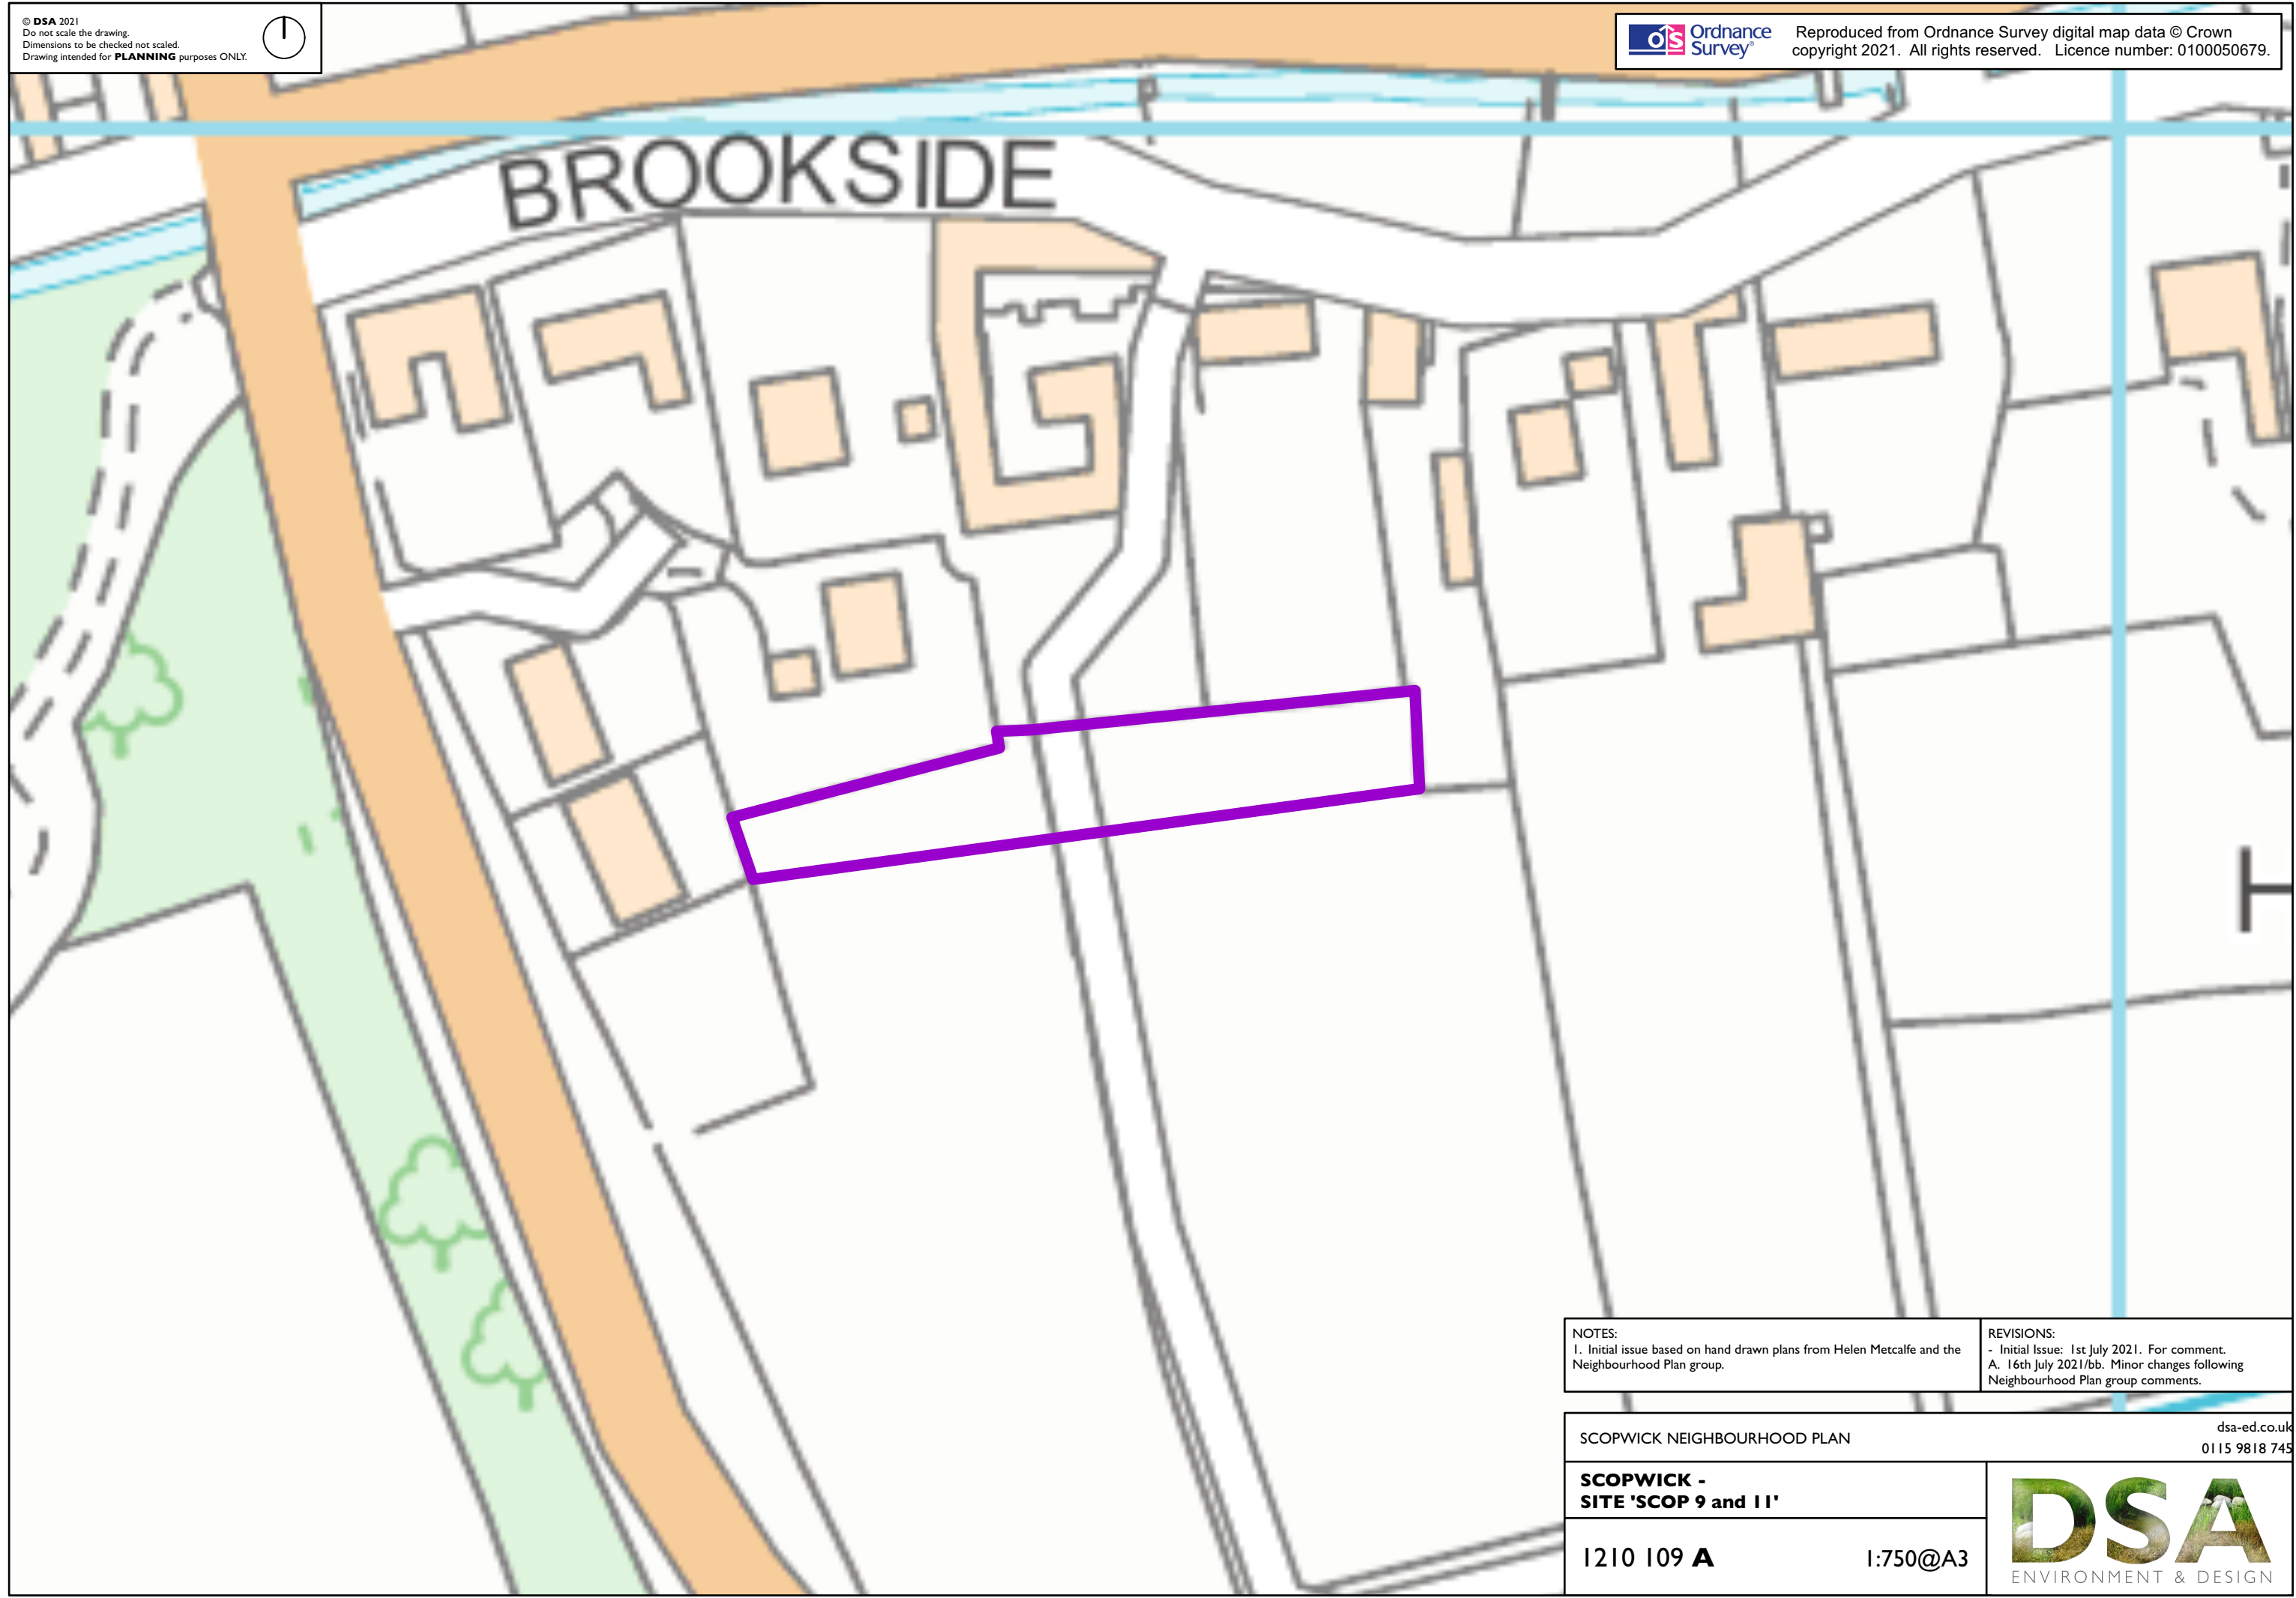 © DSA 2021
Do not scale the drawing.
Dimensions to be checked not scaled.
Drawing intended for PLANNING purposes ONLY.
OS Ordnance Survey®
Reproduced from Ordnance Survey digital map data © Crown
copyright 2021. All rights reserved. Licence number: 0100050679.
BROOKSIDE
H
NOTES:
1. Initial issue based on hand drawn plans from Helen Metcalfe and the
Neighbourhood Plan group.
REVISIONS:
- Initial Issue: 1st July 2021. For comment.
A. 16th July 2021/bb. Minor changes following
Neighbourhood Plan group comments.
SCOPWICK NEIGHBOURHOOD PLAN
dsa-ed.co.uk
0115 9818 745
SCOPWICK -
SITE 'SCOP 9 and 11'
1210 109 A
1:750@A3
DSA
ENVIRONMENT & DESIGN